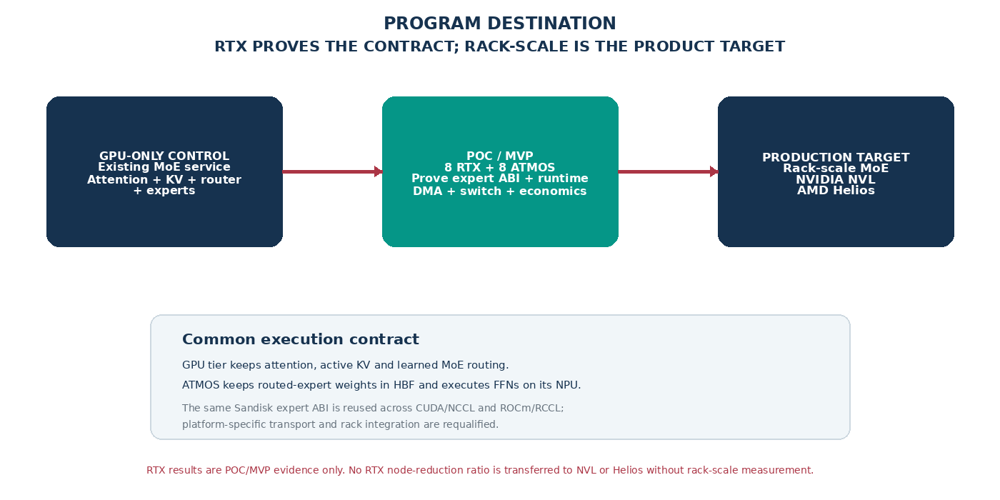 PROGRAM DESTINATION
RTX PROVES THE CONTRACT; RACK-SCALE IS THE PRODUCT TARGET
GPU-ONLY CONTROL
Existing MoE service
Attention + KV + router
+ experts
POC / MVP
8 RTX + 8 ATMOS
Prove expert ABI + runtime
DMA + switch + economics
PRODUCTION TARGET
Rack-scale MoE
NVIDIA NVL
AMD Helios
Common execution contract
GPU tier keeps attention, active KV and learned MoE routing.
ATMOS keeps routed-expert weights in HBF and executes FFNs on its NPU.
The same Sandisk expert ABI is reused across CUDA/NCCL and ROCm/RCCL;
platform-specific transport and rack integration are requalified.
RTX results are POC/MVP evidence only. No RTX node-reduction ratio is transferred to NVL or Helios without rack-scale measurement.